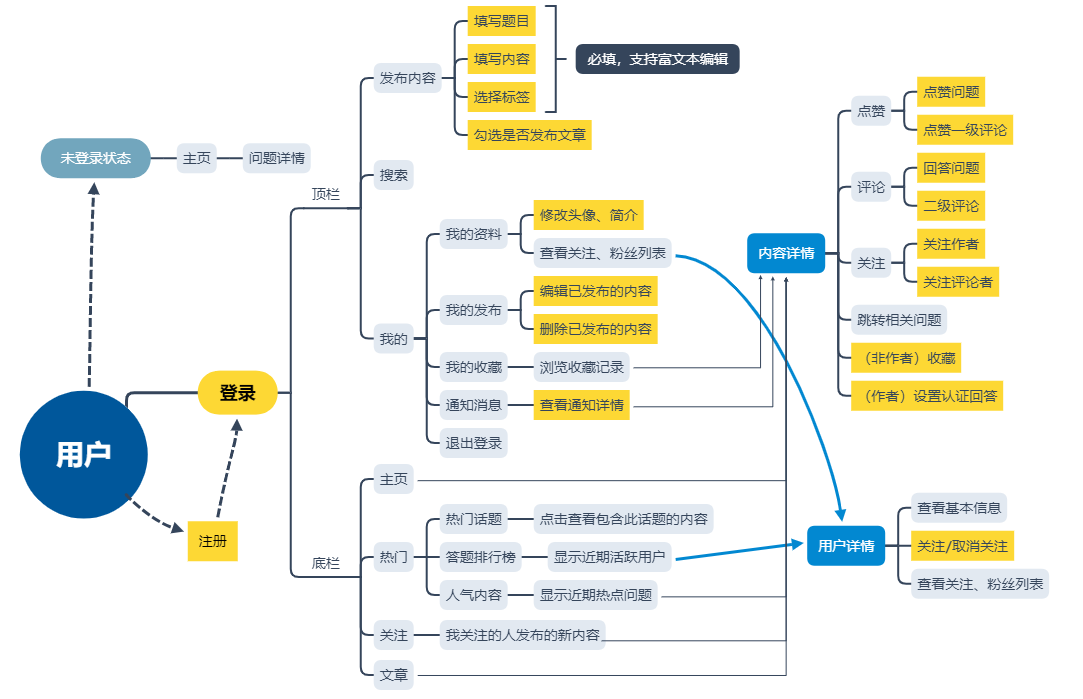 用户
未登录状态
主页
问题详情
登录
注册
顶栏
发布内容
填写题目
填写内容
选择标签
必填，支持富文本编辑
勾选是否发布文章
搜索
我的
我的资料
修改头像、简介
查看关注、粉丝列表
我的发布
编辑已发布的内容
删除已发布的内容
我的收藏
浏览收藏记录
通知消息
查看通知详情
退出登录
底栏
主页
热门
热门话题
点击查看包含此话题的内容
答题排行榜
显示近期活跃用户
人气内容
显示近期热点问题
关注
我关注的人发布的新内容
文章
内容详情
点赞
点赞问题
点赞一级评论
评论
回答问题
二级评论
关注
关注作者
关注评论者
跳转相关问题
（非作者）收藏
（作者）设置认证回答
用户详情
查看基本信息
关注/取消关注
查看关注、粉丝列表